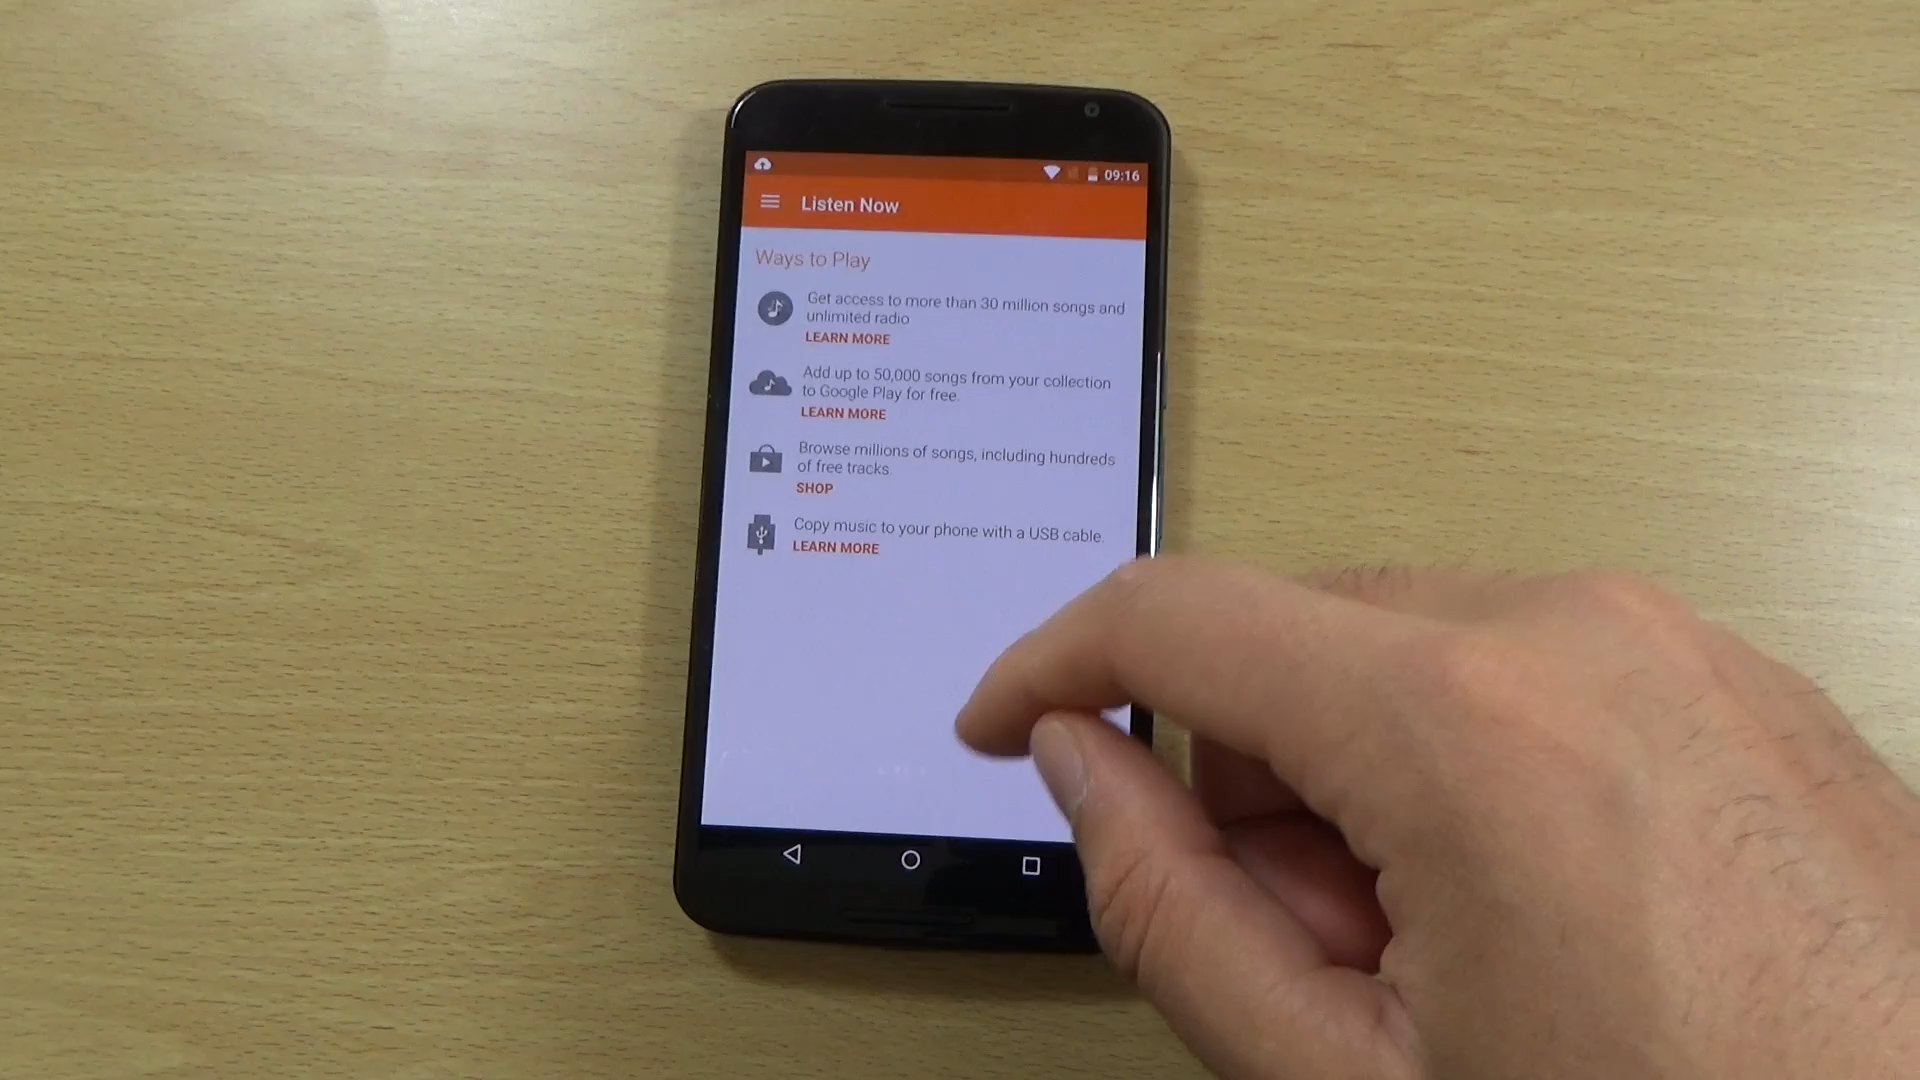 09:16
Listen Now
Ways to Play
Get access to more than 30 million songs and
unlimited radio
LEARN MORE
Add up to 50,000 songs from your collection
to Google Play for free.
LEARN MORE
Browse millions of songs, including hundreds
of free tracks.
SHOP
Copy music to your phone with a USB cable.
LEARN MORE